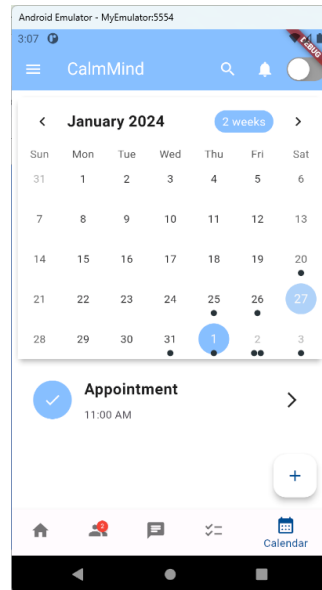 Android Emulator - MyEmulator:5554
3:07
DEBUG
CalmMind
January 2024 2 weeks
Sun Mon Tue Wed Thu Fri Sat
31 1 2 3 4 5 6
7 8 9 10 11 12 13
14 15 16 17 18 19 20
21 22 23 24 25 26 27
28 29 30 31 1 2 3
Appointment
11:00 AM
+
2
Calendar